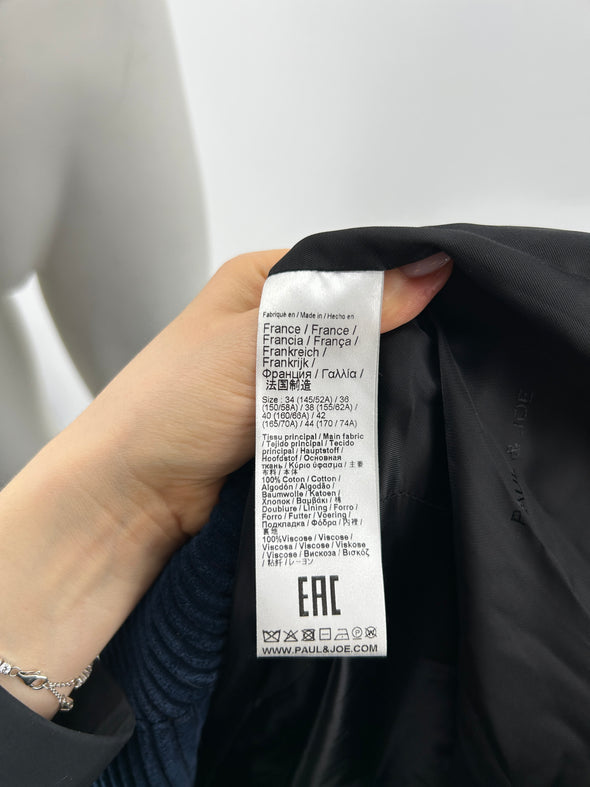 Fabriqué en / Made in / Hecho en
France / France /
Francia / França /
Frankreich /
Frankrijk /
Франция / Γαλλία /
法国制造
Size : 34 (145/52A) / 36
(150/58A) / 38 (155/62A) /
40 (160/66A) / 42
(165/70A) / 44 (170 / 74A)
Tissu principal / Main fabric
/ Tejido principal / Tecido
principal / Hauptstoff /
Hoofdstof / Основная
ткань / Κύριο ύφασμα / 主要
布料 / 本体
100% Coton / Cotton /
Algodón / Algodão /
Baumwolle / Katoen /
Хлопок / Βαμβάκι / 棉
Doublure / Lining / Forro /
Forro / Futter / Voering /
Подкладка / Φόδρα / 内裡 /
裏地
100%Viscose / Viscose /
Viscosa / Viscose / Viskose
/ Viscose / Вискоза / Βισκόζ
/ 粘纤 / レーヨン
EAC
WWW.PAUL&JOE.COM
PAUL & JOE